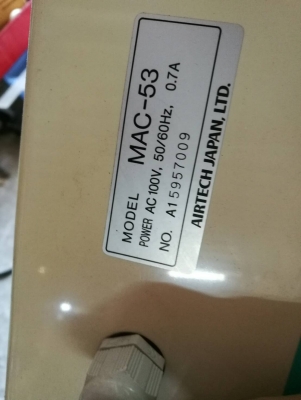 MODEL MAC-53
POWER AC100V, 50/60Hz, 0.7A
NO. A15957009
AIRTECH JAPAN, LTD.